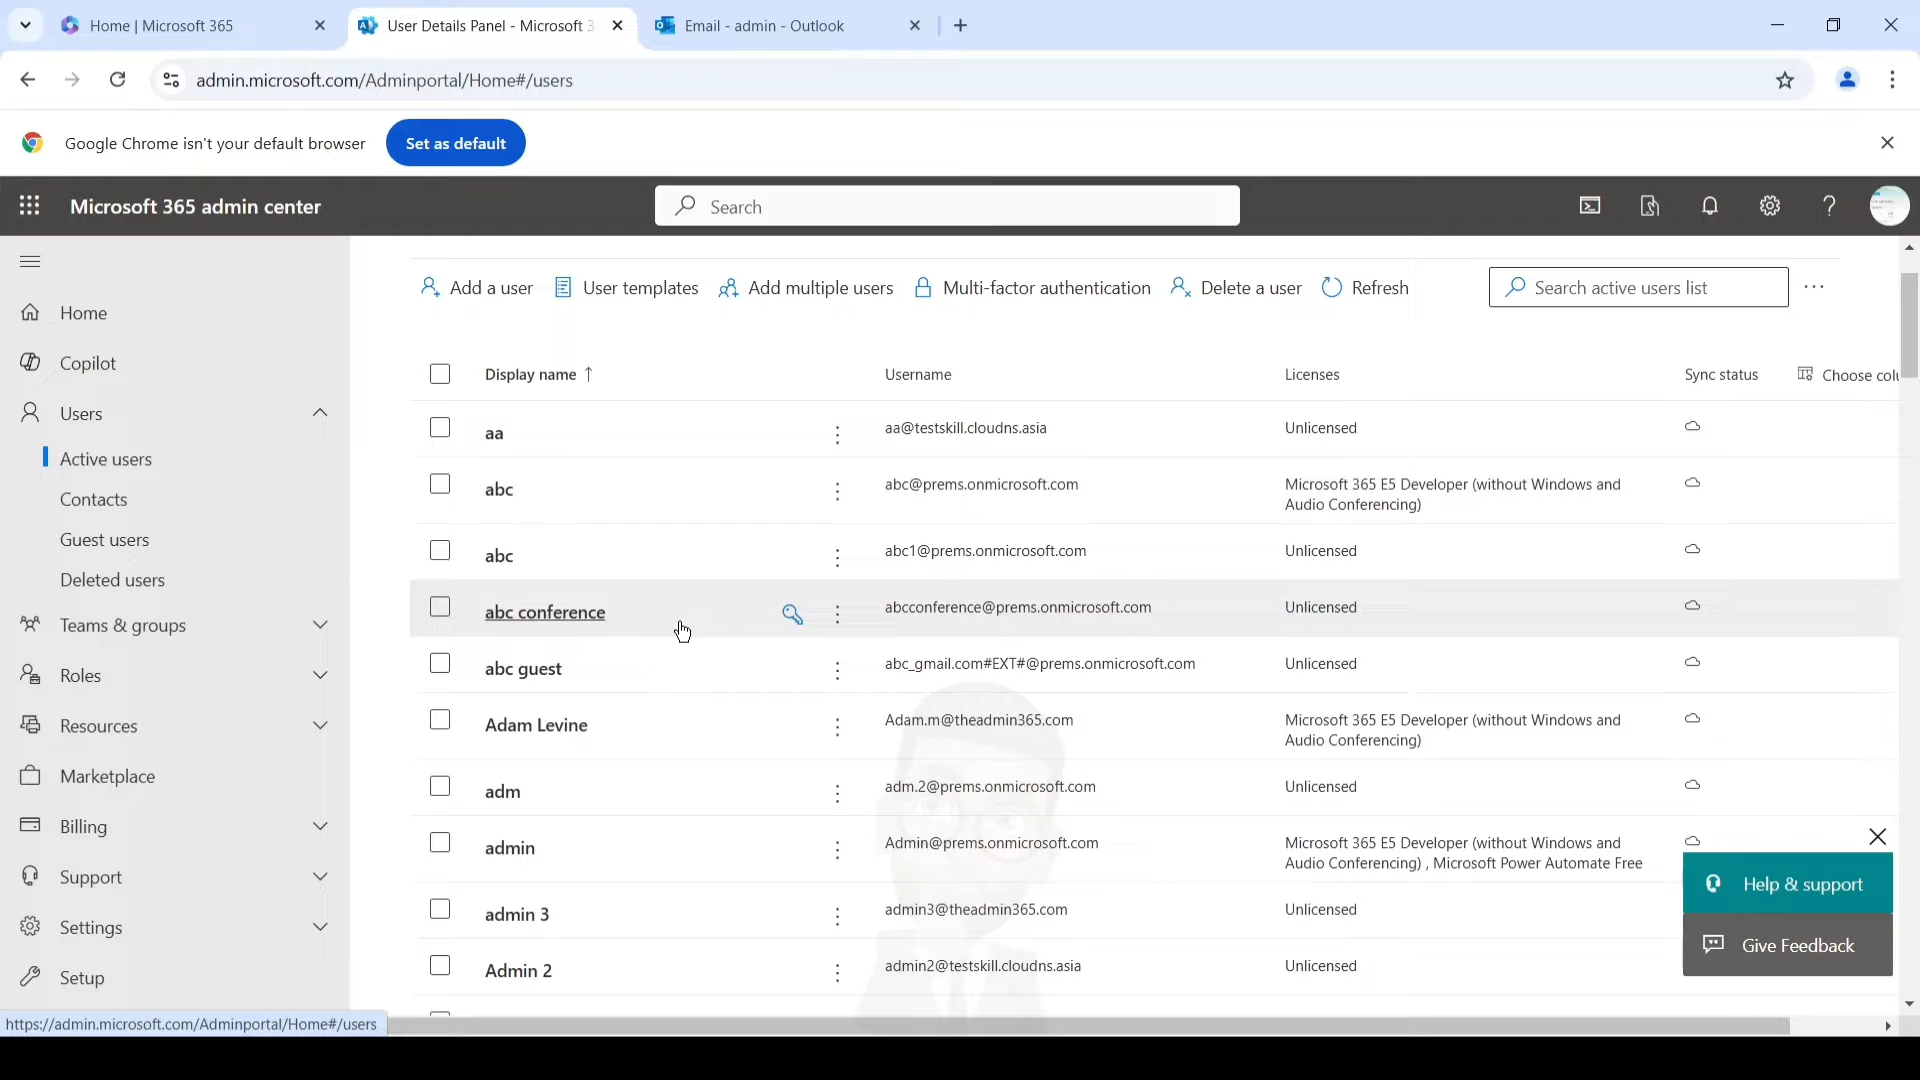 Home | Microsoft 365
User Details Panel - Microsoft 3
Email - admin - Outlook
admin.microsoft.com/Adminportal/Home#/users
Google Chrome isn't your default browser
Set as default
Microsoft 365 admin center
Search
Add a user
User templates
Add multiple users
Multi-factor authentication
Delete a user
Refresh
Search active users list
Home
Copilot
Users
Active users
Contacts
Guest users
Deleted users
Teams & groups
Roles
Resources
Marketplace
Billing
Support
Settings
Setup
Display name ↑ Username Licenses Sync status Choose colu
aa aa@testskill.cloudns.asia Unlicensed
abc abc@prems.onmicrosoft.com Microsoft 365 E5 Developer (without Windows and
Audio Conferencing)
abc abc1@prems.onmicrosoft.com Unlicensed
abc conference abcconference@prems.onmicrosoft.com Unlicensed
abc guest abc_gmail.com#EXT#@prems.onmicrosoft.com Unlicensed
Adam Levine Adam.m@theadmin365.com Microsoft 365 E5 Developer (without Windows and
Audio Conferencing)
adm adm.2@prems.onmicrosoft.com Unlicensed
admin Admin@prems.onmicrosoft.com Microsoft 365 E5 Developer (without Windows and
Audio Conferencing) , Microsoft Power Automate Free
admin 3 admin3@theadmin365.com Unlicensed
Admin 2 admin2@testskill.cloudns.asia Unlicensed
Help & support
Give Feedback
https://admin.microsoft.com/Adminportal/Home#/users